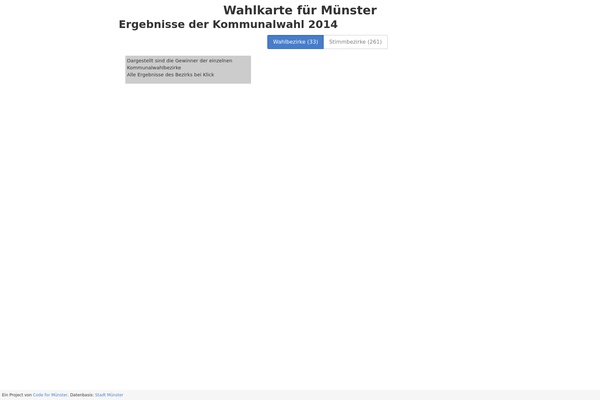 Wahlkarte für Münster
Ergebnisse der Kommunalwahl 2014
Wahlbezirke (33) Stimmbezirke (261)
Dargestellt sind die Gewinner der einzelnen
Kommunalwahlbezirke
Alle Ergebnisse des Bezirks bei Klick
Ein Project von Code for Münster. Datenbasis: Stadt Münster